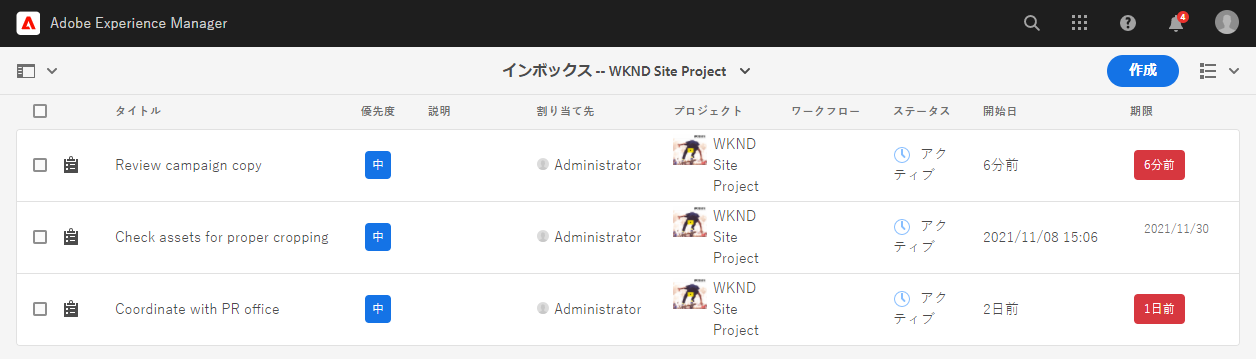 Adobe Experience Manager
4
インボックス -- WKND Site Project
作成
タイトル 優先度 説明 割り当て先 プロジェクト ワークフロー ステータス 開始日 期限
Review campaign copy 中 Administrator WKND Site Project アクティブ 6分前 6分前
Check assets for proper cropping 中 Administrator WKND Site Project アクティブ 2021/11/08 15:06 2021/11/30
Coordinate with PR office 中 Administrator WKND Site Project アクティブ 2日前 1日前